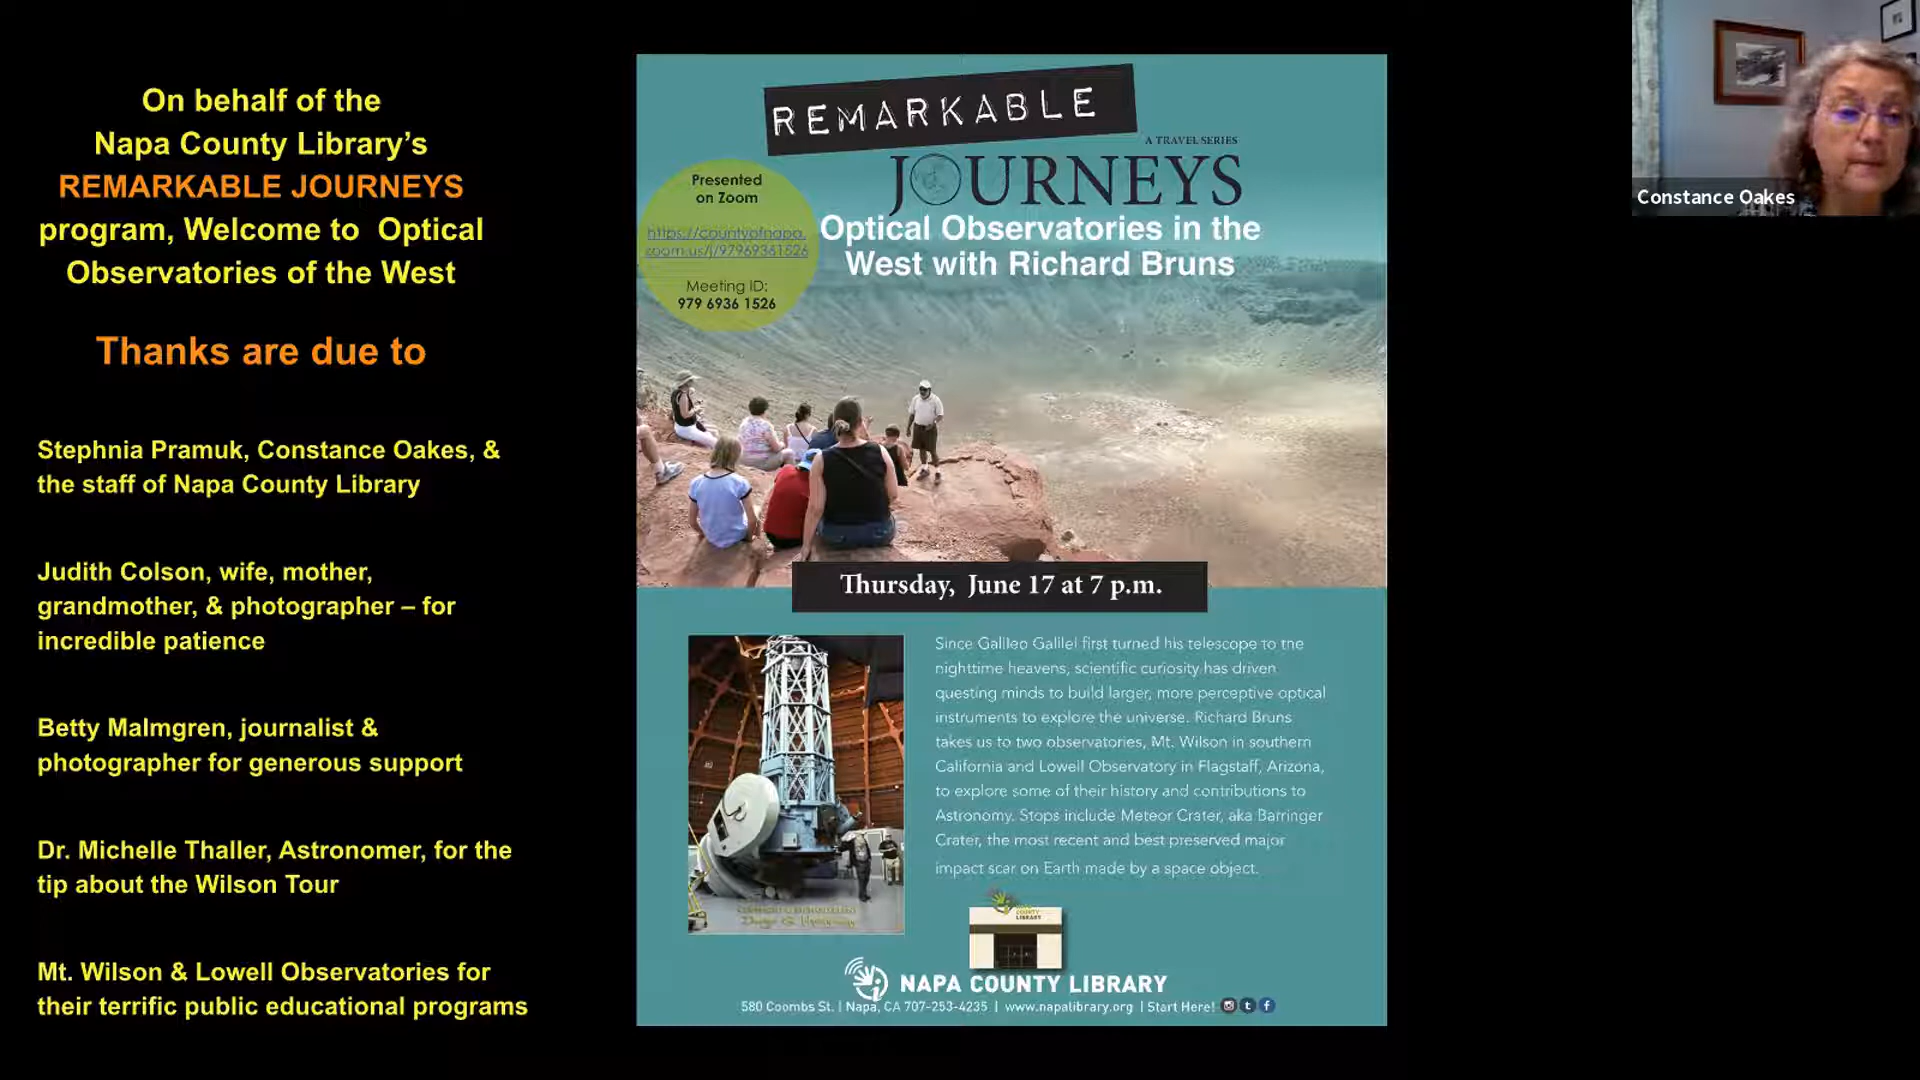 On behalf of the
Napa County Library’s
REMARKABLE JOURNEYS
program, Welcome to Optical
Observatories of the West
Thanks are due to
Stephnia Pramuk, Constance Oakes, &
the staff of Napa County Library
Judith Colson, wife, mother,
grandmother, & photographer – for
incredible patience
Betty Malmgren, journalist &
photographer for generous support
Dr. Michelle Thaller, Astronomer, for the
tip about the Wilson Tour
Mt. Wilson & Lowell Observatories for
their terrific public educational programs
REMARKABLE
A TRAVEL SERIES
JOURNEYS
Presented
on Zoom
https://countyofnapa.
zoom.us/j/97969361526
Meeting ID:
979 6936 1526
Optical Observatories in the
West with Richard Bruns
Thursday, June 17 at 7 p.m.
Since Galileo Galilei first turned his telescope to the
nighttime heavens, scientific curiosity has driven
questing minds to build larger, more perceptive optical
instruments to explore the universe. Richard Bruns
takes us to two observatories, Mt. Wilson in southern
California and Lowell Observatory in Flagstaff, Arizona,
to explore some of their history and contributions to
Astronomy. Stops include Meteor Crater, aka Barringer
Crater, the most recent and best preserved major
impact scar on Earth made by a space object.
COUNTY
LIBRARY
NAPA COUNTY LIBRARY
580 Coombs St. | Napa, CA 707-253-4235 | www.napalibrary.org | Start Here!
Constance Oakes